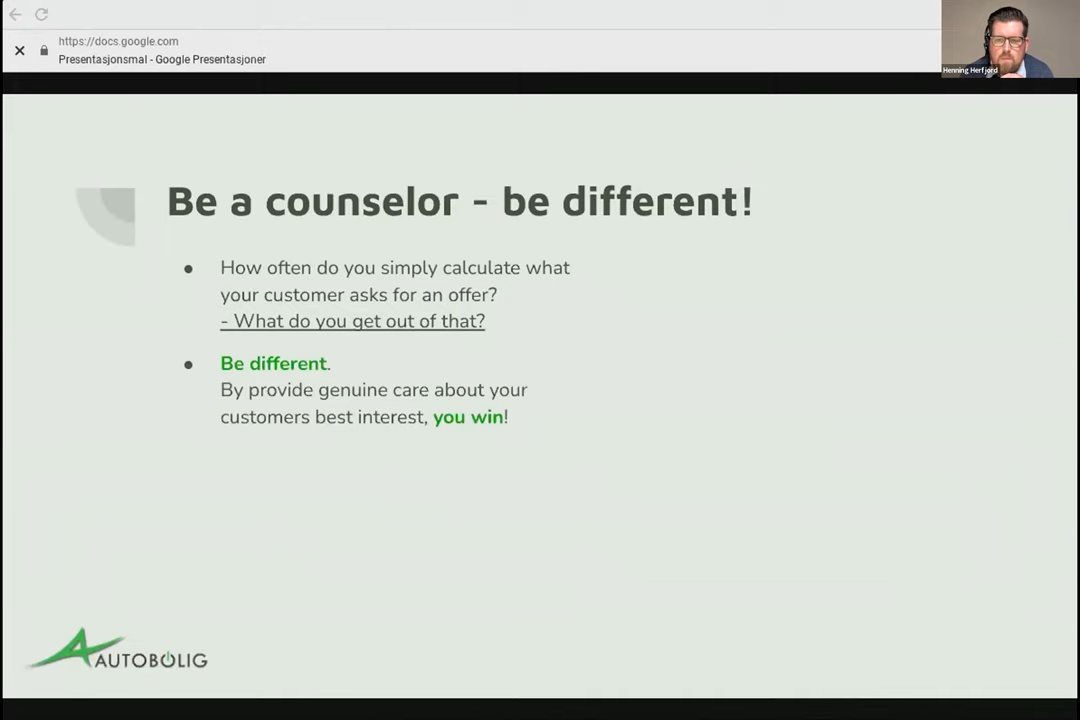 https://docs.google.com
Presentasjonsmal - Google Presentasjoner
Henning Herfjord
Be a counselor - be different!
How often do you simply calculate what
your customer asks for an offer?
- What do you get out of that?
Be different.
By provide genuine care about your
customers best interest, you win!
AUTOBOLIG